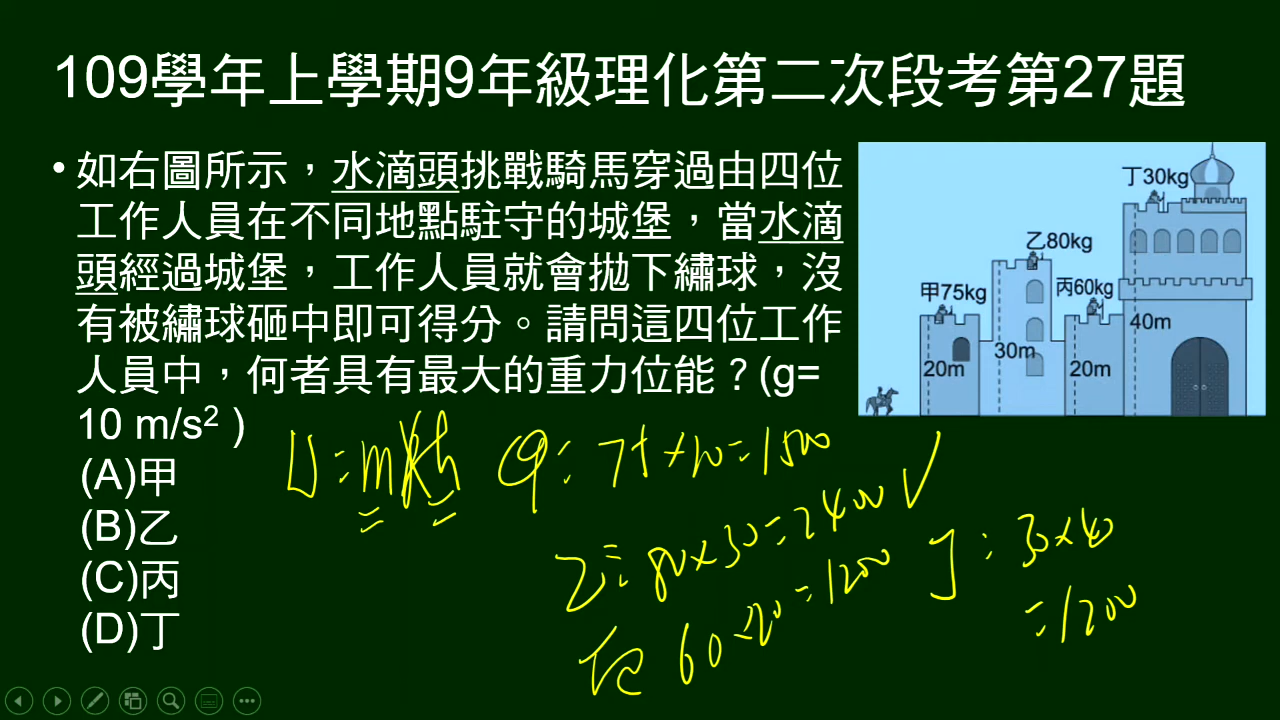 109學年上學期9年級理化第二次段考第27題
• 如右圖所示，水滴頭挑戰騎馬穿過由四位
工作人員在不同地點駐守的城堡，當水滴
頭經過城堡，工作人員就會拋下繡球，沒
有被繡球砸中即可得分。請問這四位工作
人員中，何者具有最大的重力位能？(g=
10 m/s² )
(A)甲
(B)乙
(C)丙
(D)丁
丁30kg
乙80kg
甲75kg
丙60kg
40m
30m
20m
20m
U=mgh
甲: 75×20=1500
乙: 80×30=2400 ✓
丙 60×20=1200
丁: 30×40
=1200